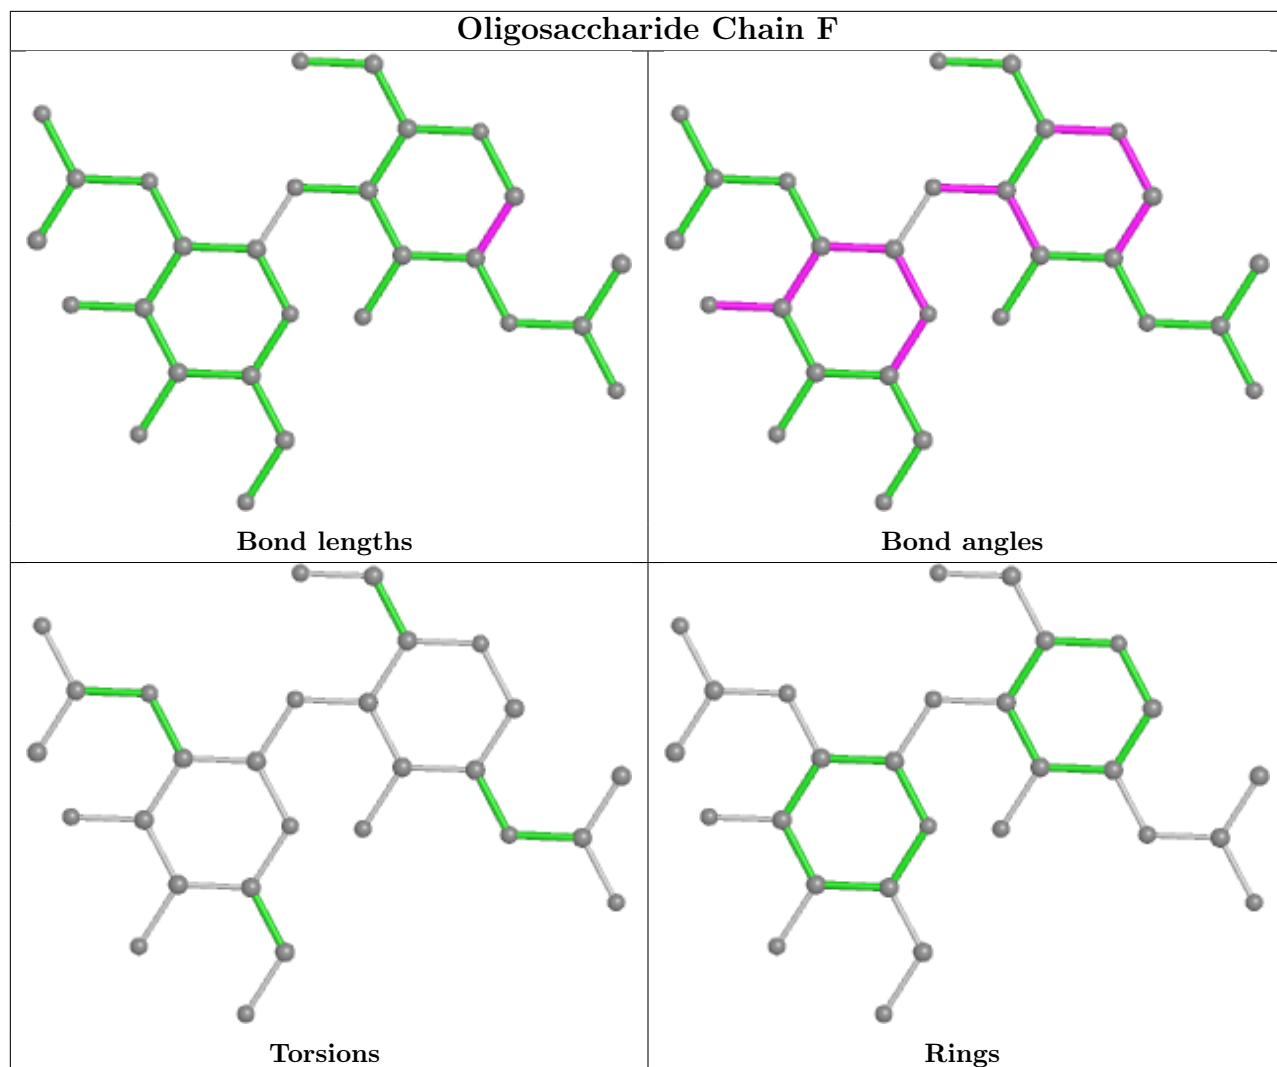 Oligosaccharide Chain F
Bond lengths
Bond angles
Torsions
Rings